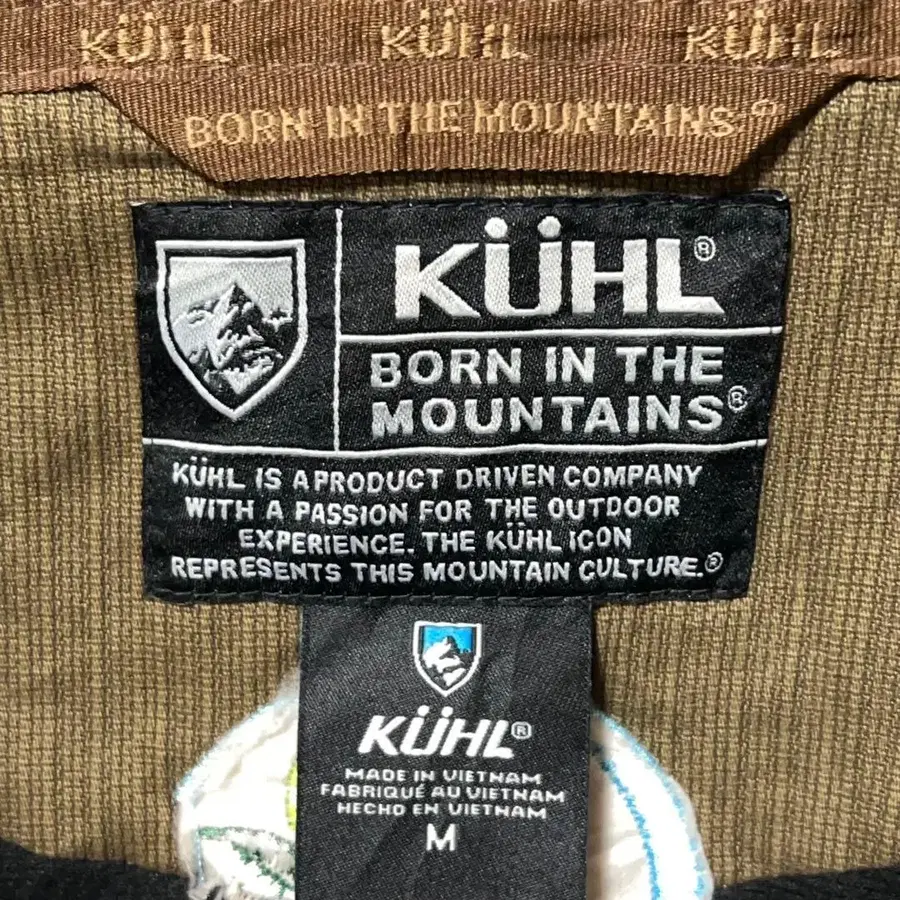 KÜHL KÜHL KÜHL
BORN IN THE MOUNTAINS®
KÜHL®
BORN IN THE
MOUNTAINS®
KÜHL IS A PRODUCT DRIVEN COMPANY
WITH A PASSION FOR THE OUTDOOR
EXPERIENCE. THE KÜHL ICON
REPRESENTS THIS MOUNTAIN CULTURE.®
KÜHL®
MADE IN VIETNAM
FABRIQUÉ AU VIETNAM
HECHO EN VIETNAM
M